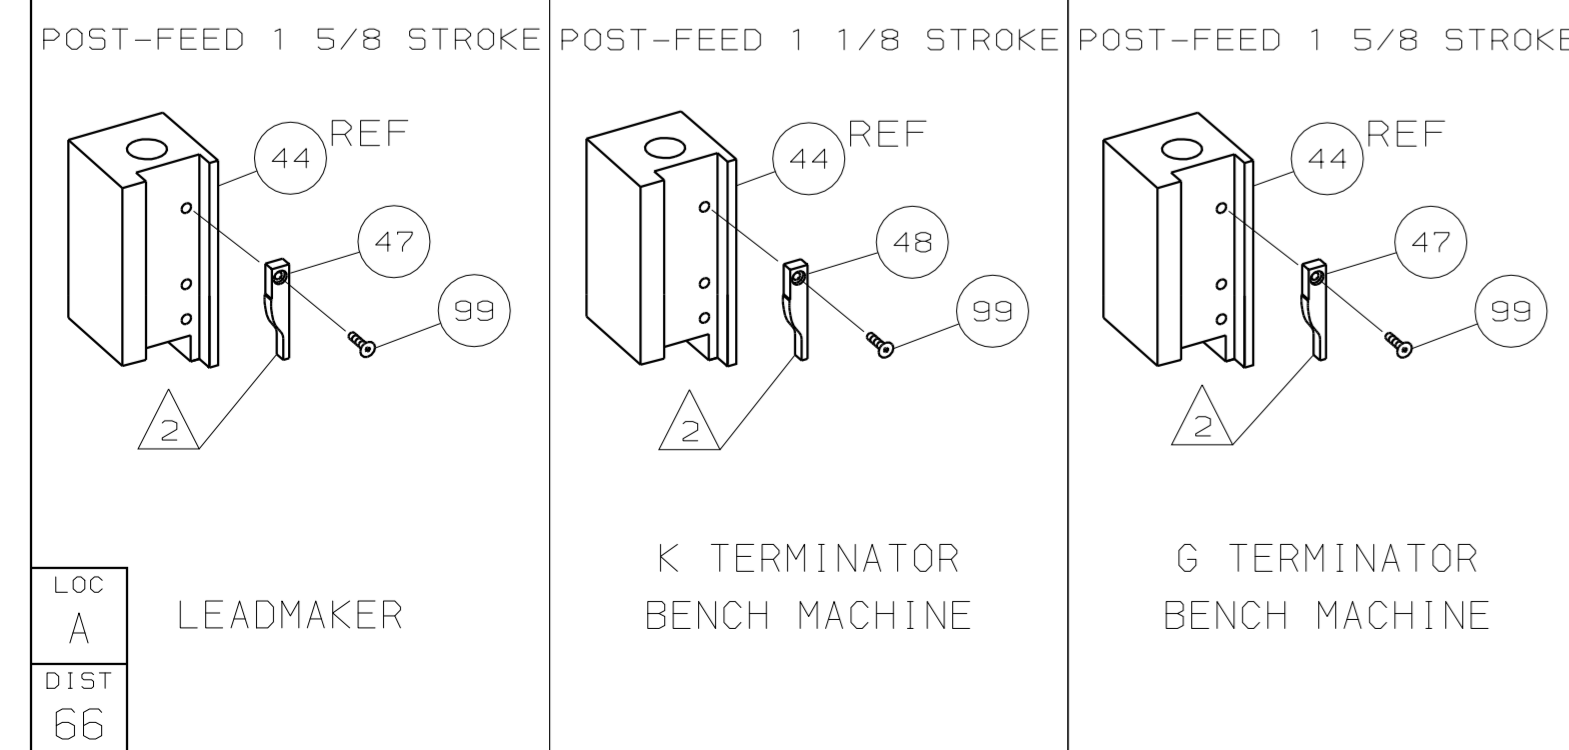 POST-FEED 1 5/8 STROKE
44
REF
47
99
2
LEADMAKER
LOC
A
DIST
66
POST-FEED 1 1/8 STROKE
44
REF
48
99
2
K TERMINATOR
BENCH MACHINE
POST-FEED 1 5/8 STROKE
44
REF
47
99
2
G TERMINATOR
BENCH MACHINE